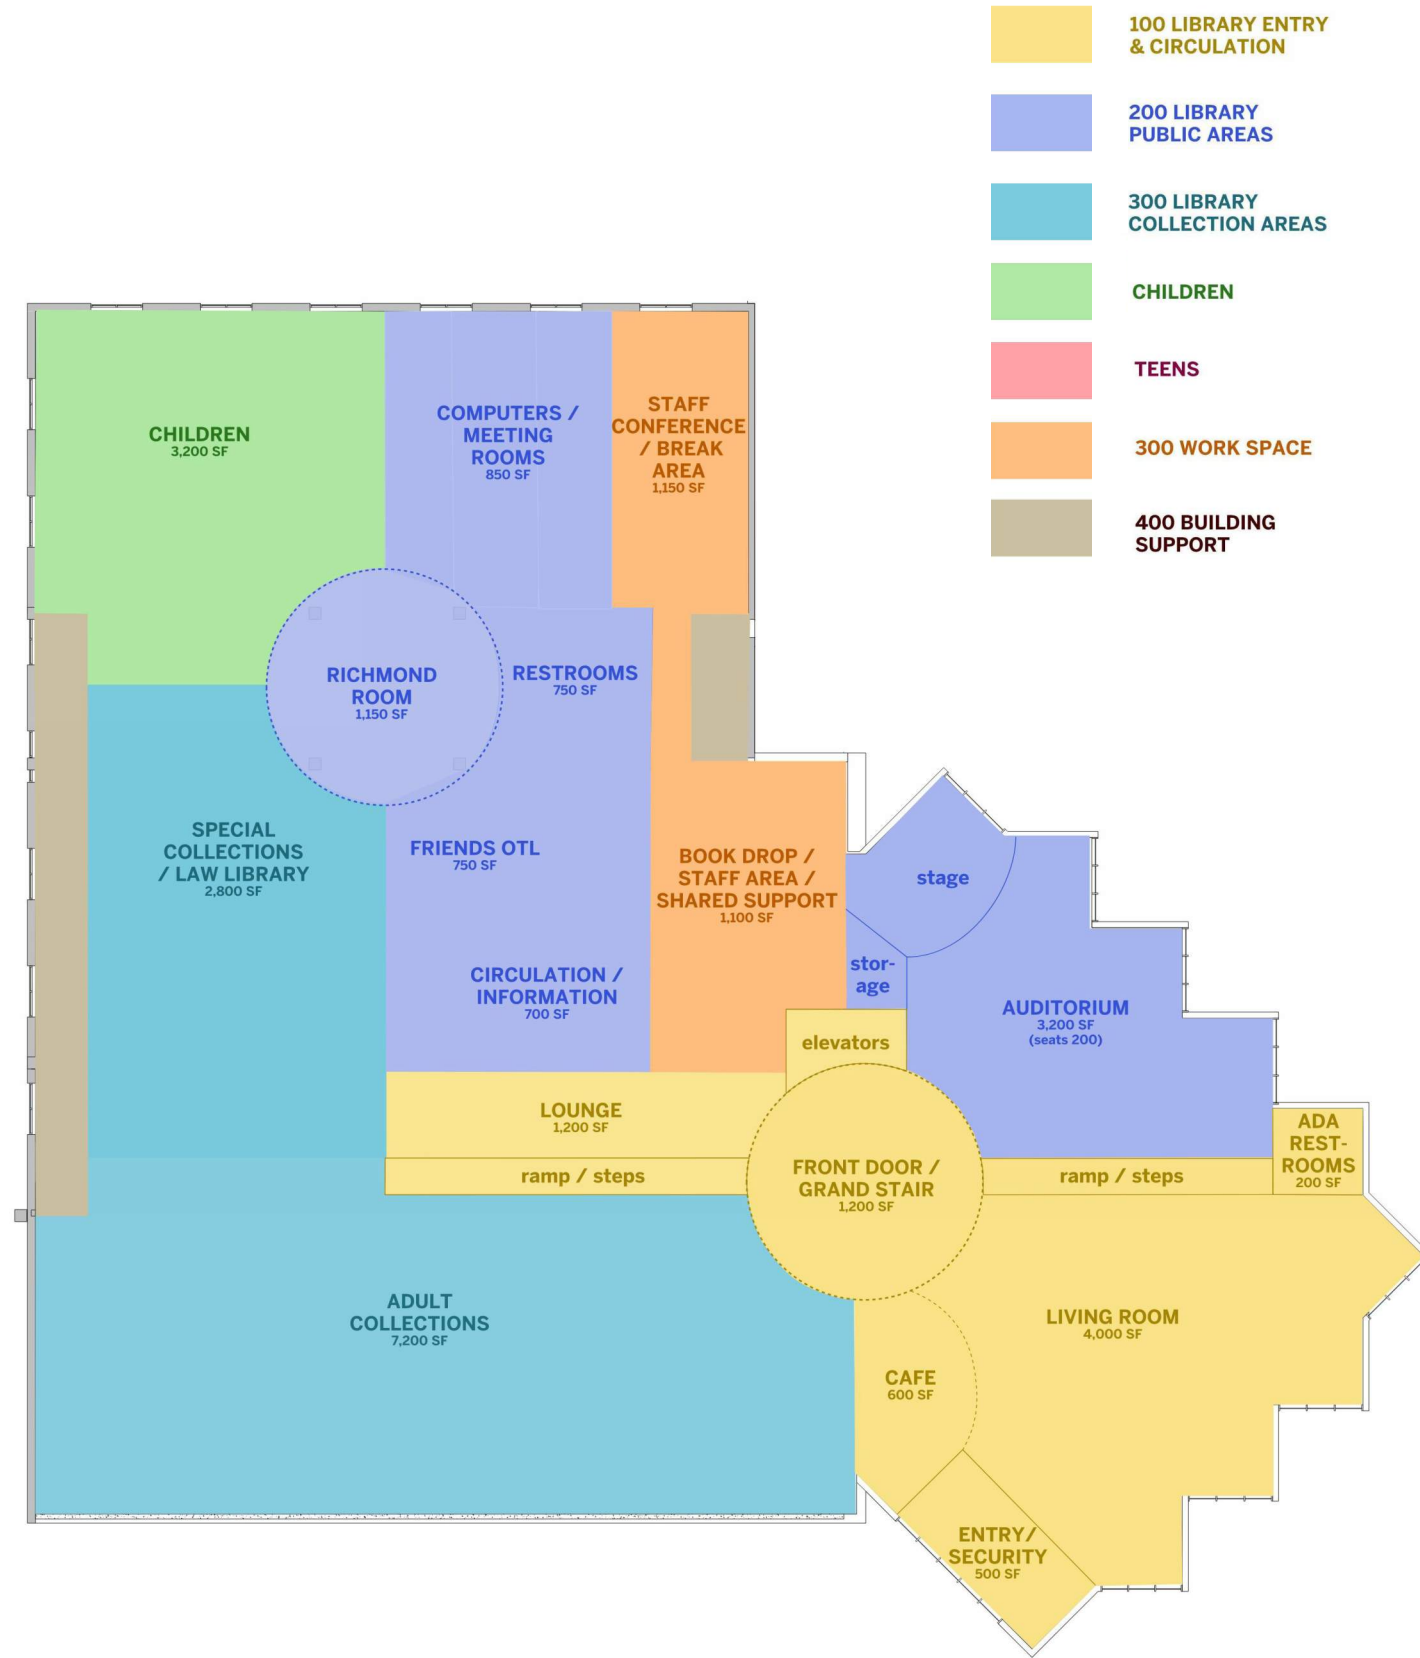 100 LIBRARY ENTRY
& CIRCULATION
200 LIBRARY
PUBLIC AREAS
300 LIBRARY
COLLECTION AREAS
CHILDREN
TEENS
300 WORK SPACE
400 BUILDING
SUPPORT
CHILDREN
3,200 SF
COMPUTERS /
MEETING
ROOMS
850 SF
STAFF
CONFERENCE
/ BREAK
AREA
1,150 SF
RICHMOND
ROOM
1,150 SF
RESTROOMS
750 SF
SPECIAL
COLLECTIONS
/ LAW LIBRARY
2,800 SF
FRIENDS OTL
750 SF
BOOK DROP /
STAFF AREA /
SHARED SUPPORT
1,100 SF
stage
stor-
age
CIRCULATION /
INFORMATION
700 SF
AUDITORIUM
3,200 SF
(seats 200)
elevators
LOUNGE
1,200 SF
ramp / steps
FRONT DOOR /
GRAND STAIR
1,200 SF
ramp / steps
ADA
REST-
ROOMS
200 SF
ADULT
COLLECTIONS
7,200 SF
LIVING ROOM
4,000 SF
CAFE
600 SF
ENTRY/
SECURITY
500 SF